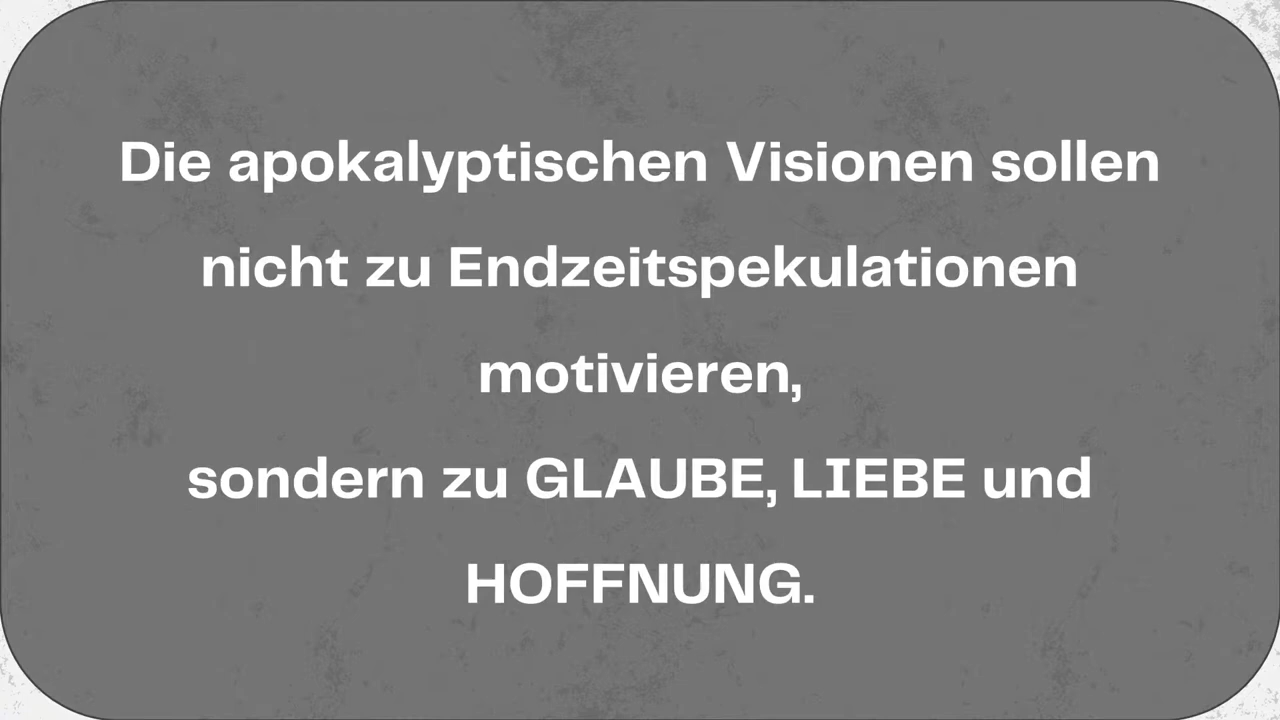 Die apokalyptischen Visionen sollen
nicht zu Endzeitspekulationen
motivieren,
sondern zu GLAUBE, LIEBE und
HOFFNUNG.